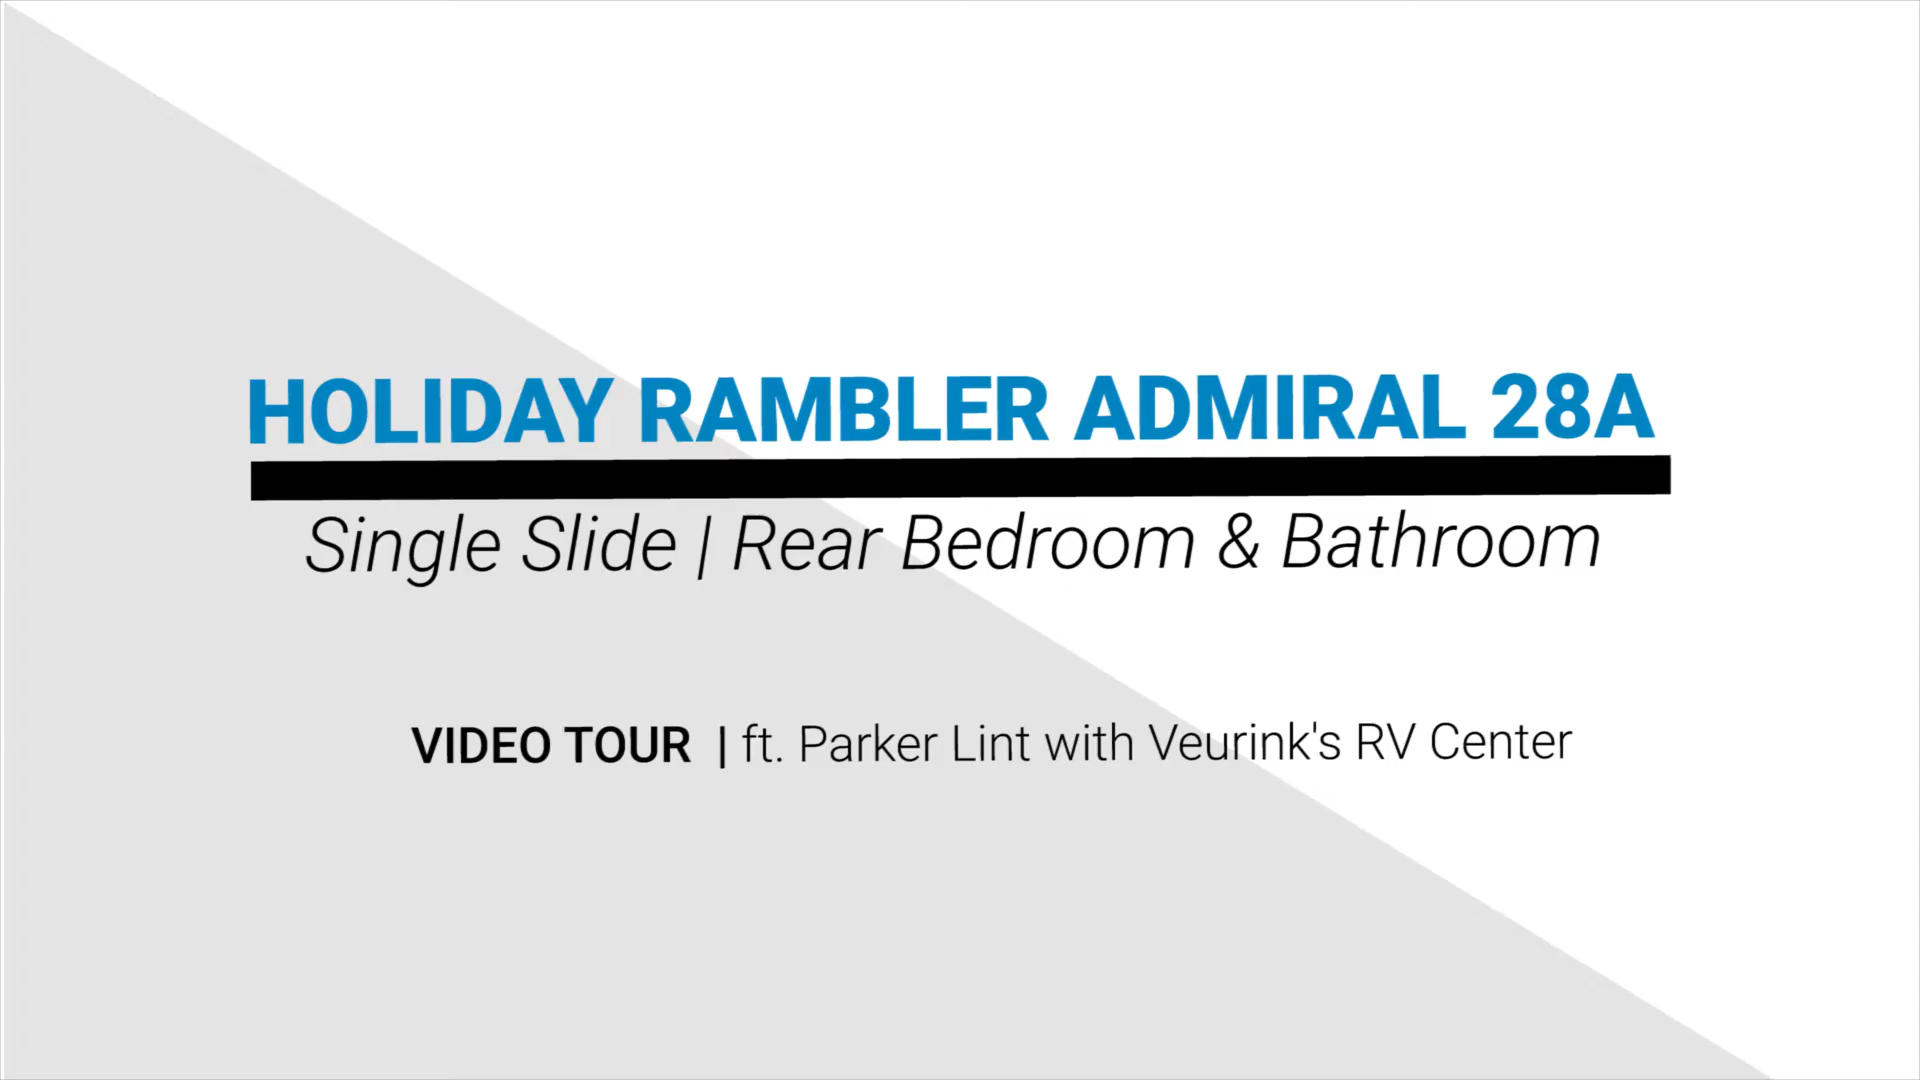 HOLIDAY RAMBLER ADMIRAL 28A
Single Slide | Rear Bedroom & Bathroom
VIDEO TOUR | ft. Parker Lint with Veurink's RV Center